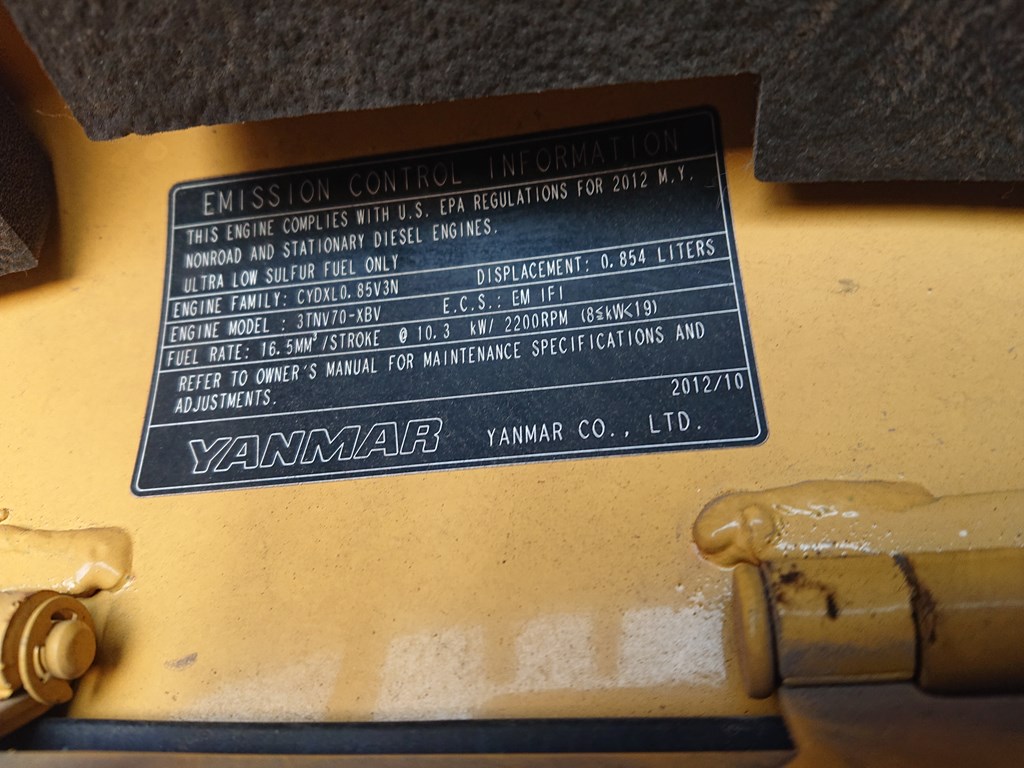 EMISSION CONTROL INFORMATION
THIS ENGINE COMPLIES WITH U.S. EPA REGULATIONS FOR 2012 M.Y.
NONROAD AND STATIONARY DIESEL ENGINES.
ULTRA LOW SULFUR FUEL ONLY
ENGINE FAMILY: CYDXL0.85V3N DISPLACEMENT: 0.854 LITERS
ENGINE MODEL : 3TNV70-XBV E.C.S.: EM IFI
FUEL RATE: 16.5MM³/STROKE @ 10.3 kW/ 2200RPM (8≦kW<19)
REFER TO OWNER'S MANUAL FOR MAINTENANCE SPECIFICATIONS AND
ADJUSTMENTS.
2012/10
YANMAR YANMAR CO., LTD.